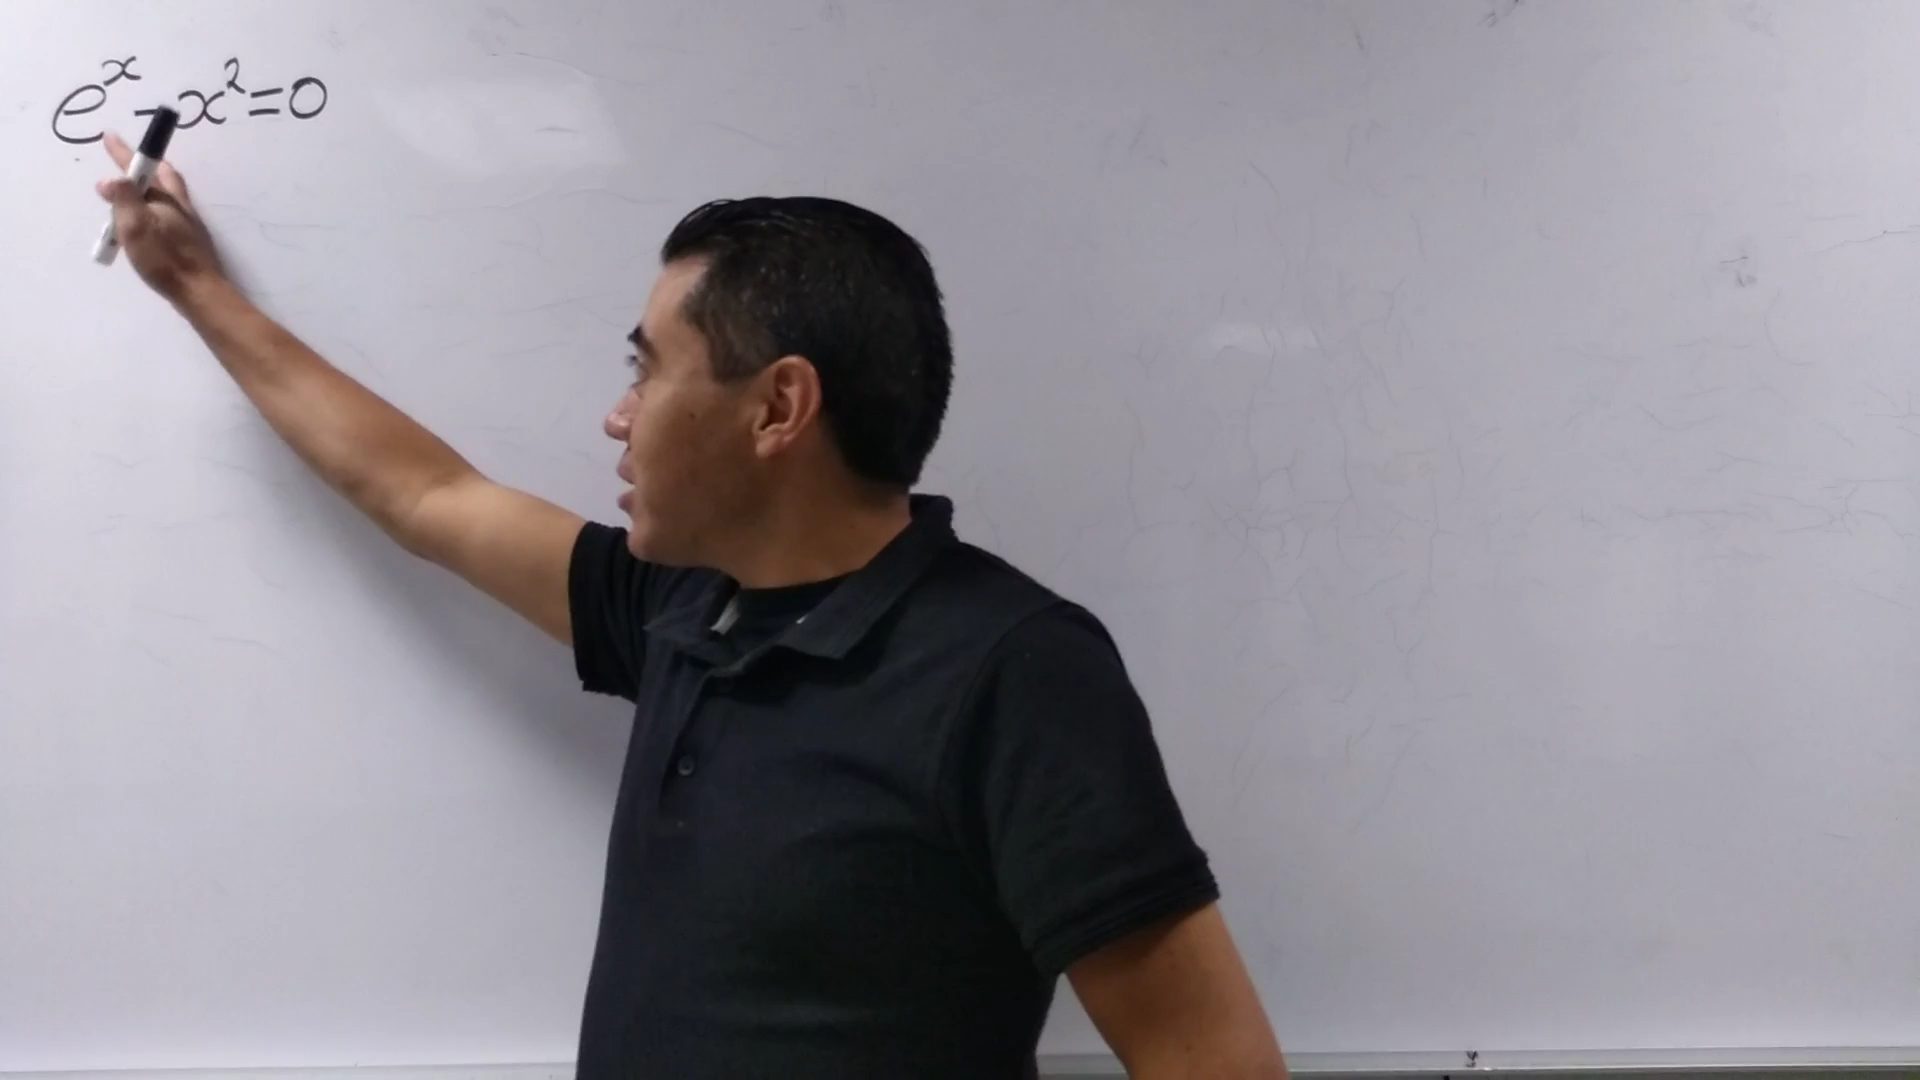 e^x - x^2 = 0